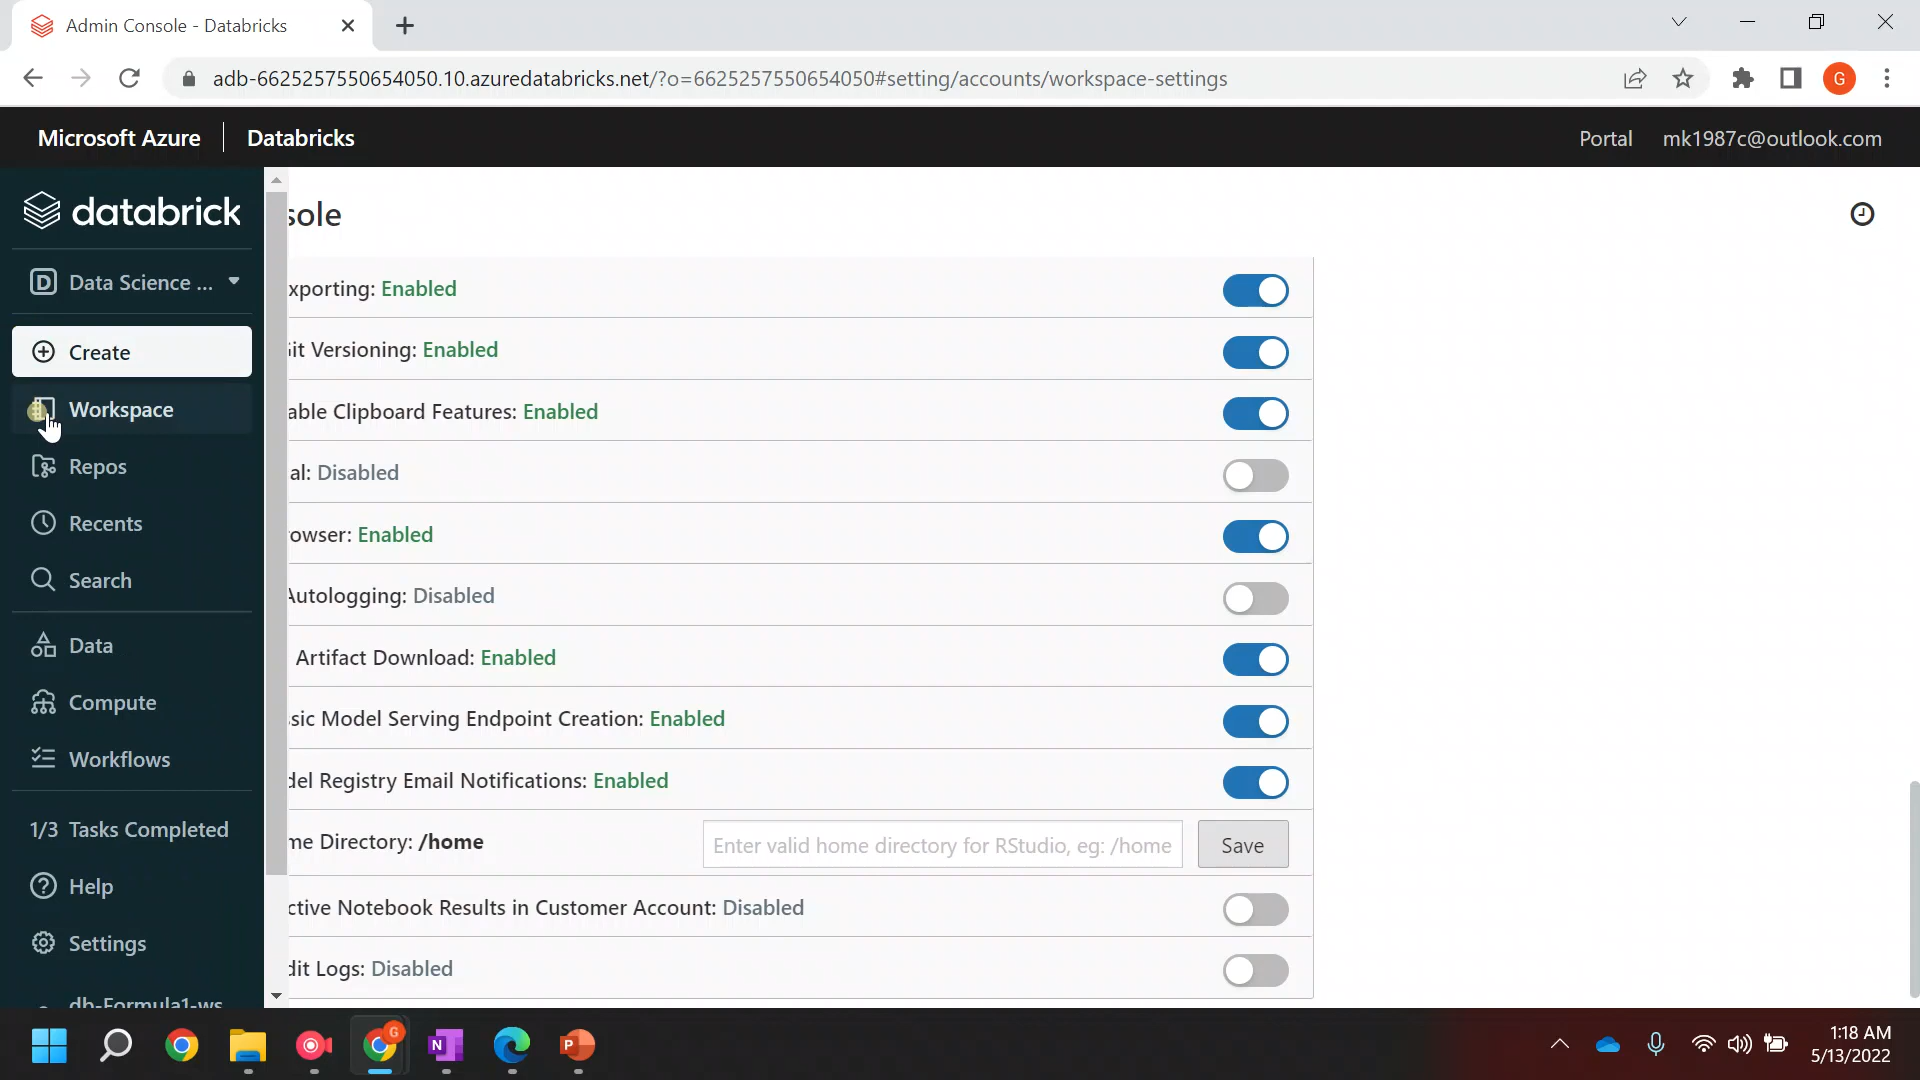 Admin Console - Databricks
adb-6625257550654050.10.azuredatabricks.net/?o=6625257550654050#setting/accounts/workspace-settings
G
Microsoft Azure
Databricks
Portal
mk1987c@outlook.com
databrick
sole
D Data Science ...
Create
Workspace
Repos
Recents
Search
Data
Compute
Workflows
1/3 Tasks Completed
Help
Settings
db-Formula1-ws
xporting: Enabled
it Versioning: Enabled
able Clipboard Features: Enabled
al: Disabled
owser: Enabled
Autologging: Disabled
Artifact Download: Enabled
sic Model Serving Endpoint Creation: Enabled
del Registry Email Notifications: Enabled
me Directory: /home
Enter valid home directory for RStudio, eg: /home
Save
ctive Notebook Results in Customer Account: Disabled
dit Logs: Disabled
G
N
P
1:18 AM
5/13/2022